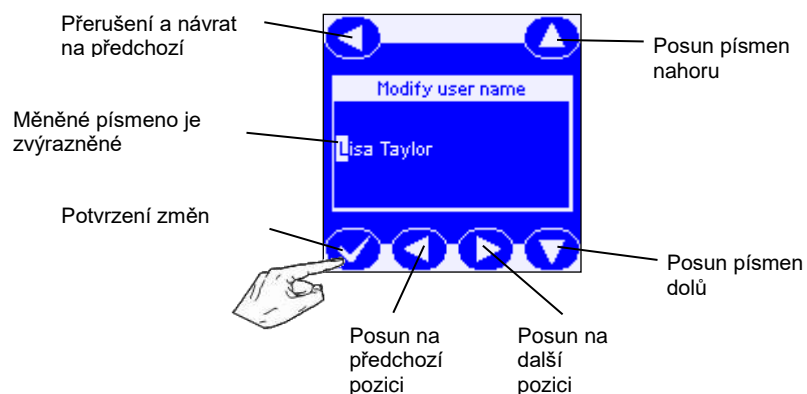 Přerušení a návrat
na předchozí
Posun písmen
nahoru
Modify user name
Měněné písmeno je
zvýrazněné
Lisa Taylor
Potvrzení změn
Posun písmen
dolů
Posun na
předchozí
pozici
Posun na
další
pozici